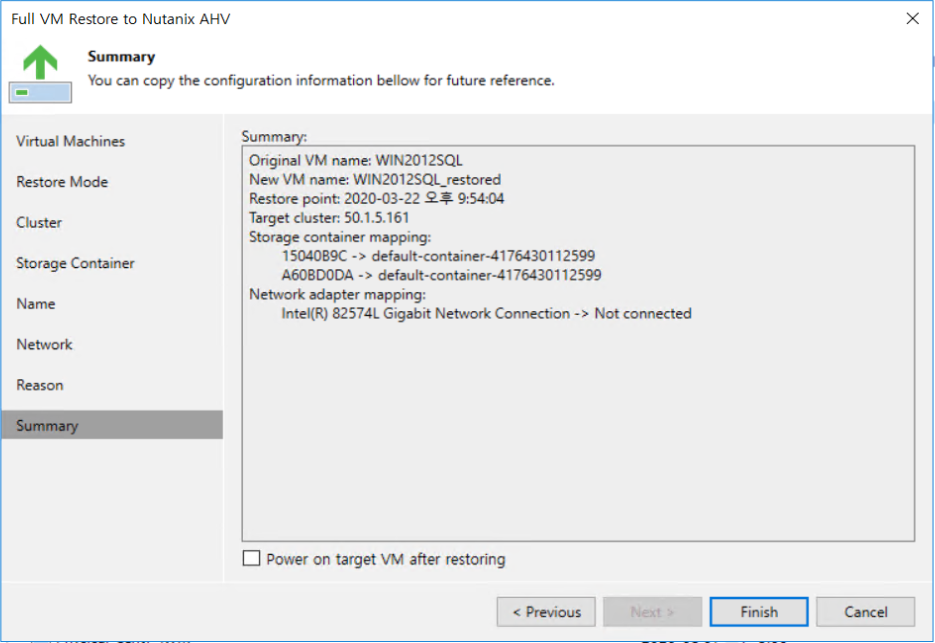 Full VM Restore to Nutanix AHV
Summary
You can copy the configuration information bellow for future reference.
Virtual Machines
Restore Mode
Cluster
Storage Container
Name
Network
Reason
Summary
Summary:
Original VM name: WIN2012SQL
New VM name: WIN2012SQL_restored
Restore point: 2020-03-22 오후 9:54:04
Target cluster: 50.1.5.161
Storage container mapping:
15040B9C -> default-container-4176430112599
A60BD0DA -> default-container-4176430112599
Network adapter mapping:
Intel(R) 82574L Gigabit Network Connection -> Not connected
Power on target VM after restoring
< Previous
Next >
Finish
Cancel